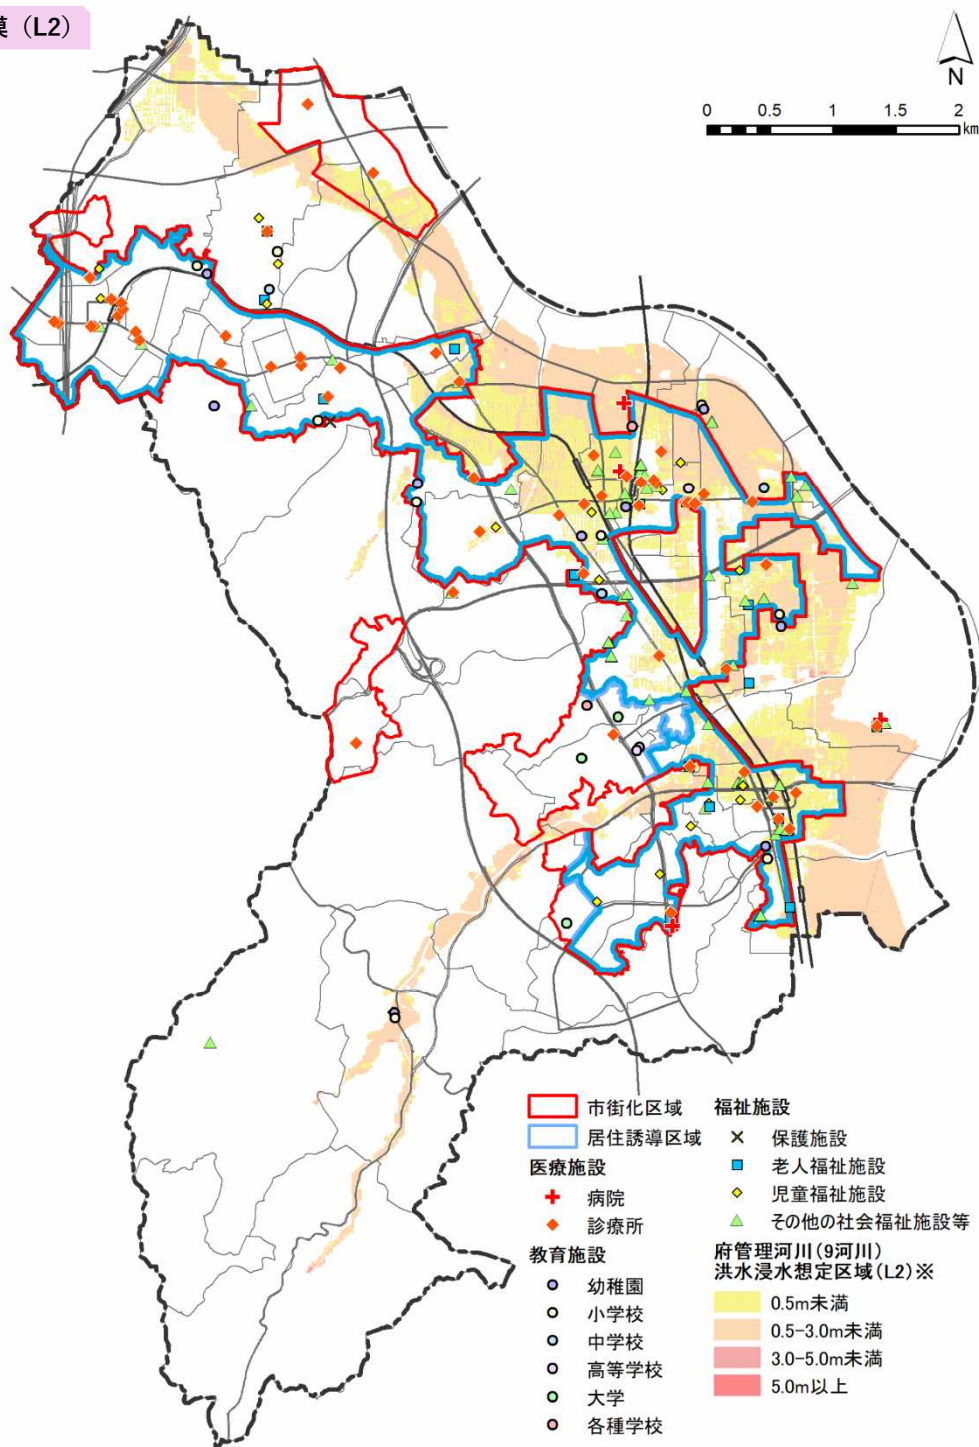 模（L2）
N
0 0.5 1 1.5 2
km
市街化区域
居住誘導区域
医療施設
病院
診療所
教育施設
幼稚園
小学校
中学校
高等学校
大学
各種学校
福祉施設
保護施設
老人福祉施設
児童福祉施設
その他の社会福祉施設等
府管理河川(9河川)
洪水浸水想定区域(L2)※
0.5m未満
0.5-3.0m未満
3.0-5.0m未満
5.0m以上